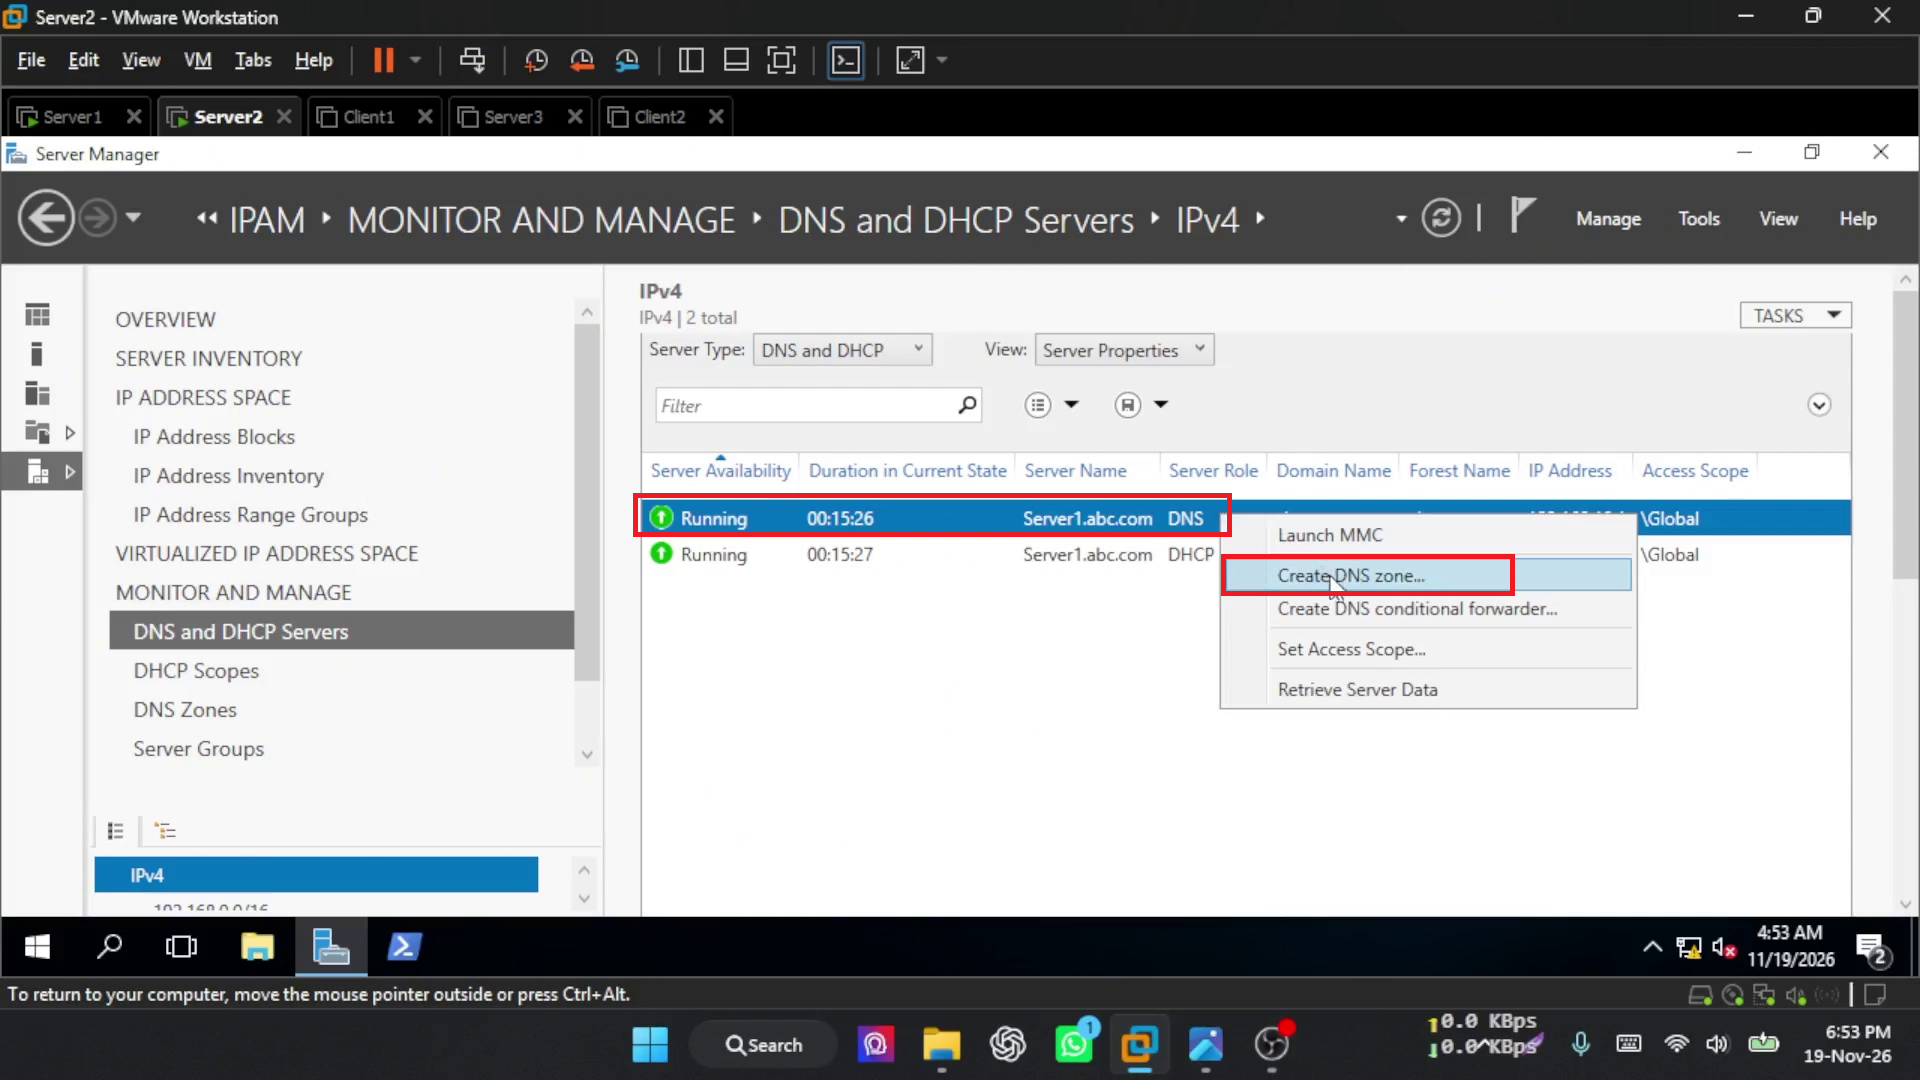 Server2 - VMware Workstation
File Edit View VM Tabs Help
Server1 Server2 Client1 Server3 Client2
Server Manager
IPAM MONITOR AND MANAGE DNS and DHCP Servers IPv4
Manage Tools View Help
OVERVIEW
SERVER INVENTORY
IP ADDRESS SPACE
IP Address Blocks
IP Address Inventory
IP Address Range Groups
VIRTUALIZED IP ADDRESS SPACE
MONITOR AND MANAGE
DNS and DHCP Servers
DHCP Scopes
DNS Zones
Server Groups
IPv4
IPv4
IPv4 | 2 total
TASKS
Server Type: DNS and DHCP View: Server Properties
Filter
Server Availability Duration in Current State Server Name Server Role Domain Name Forest Name IP Address Access Scope
Running 00:15:26 Server1.abc.com DNS \Global
Running 00:15:27 Server1.abc.com DHCP \Global
Launch MMC
Create DNS zone...
Create DNS conditional forwarder...
Set Access Scope...
Retrieve Server Data
4:53 AM
11/19/2026
2
To return to your computer, move the mouse pointer outside or press Ctrl+Alt.
Search
1
0.0 KBps
0.0 KBps
6:53 PM
19-Nov-26